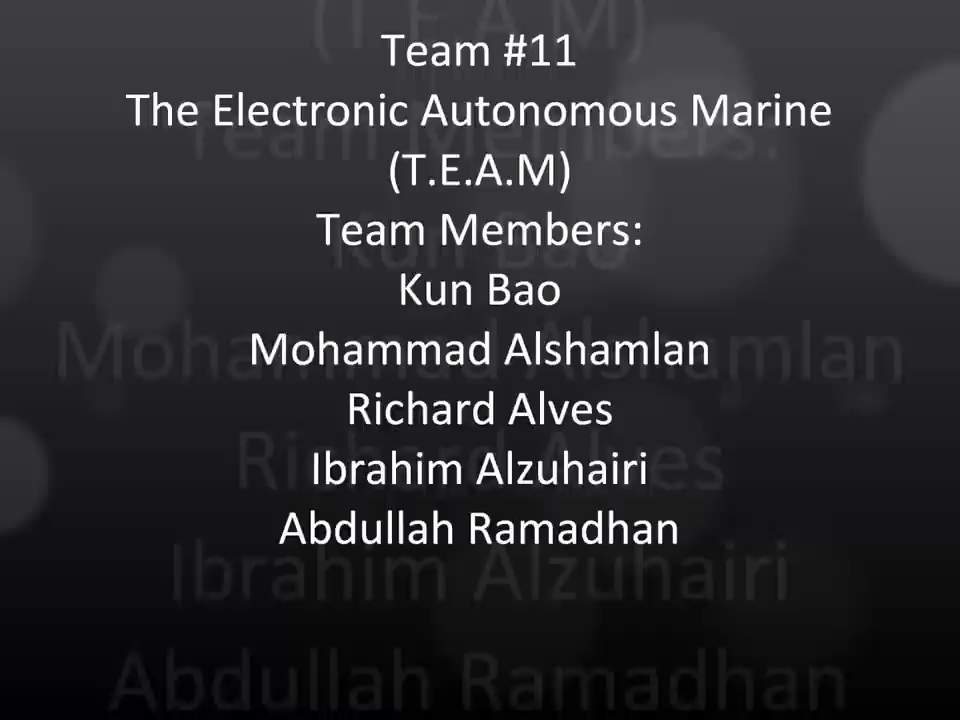 Team #11
The Electronic Autonomous Marine
(T.E.A.M)
Team Members:
Kun Bao
Mohammad Alshamlan
Richard Alves
Ibrahim Alzuhairi
Abdullah Ramadhan